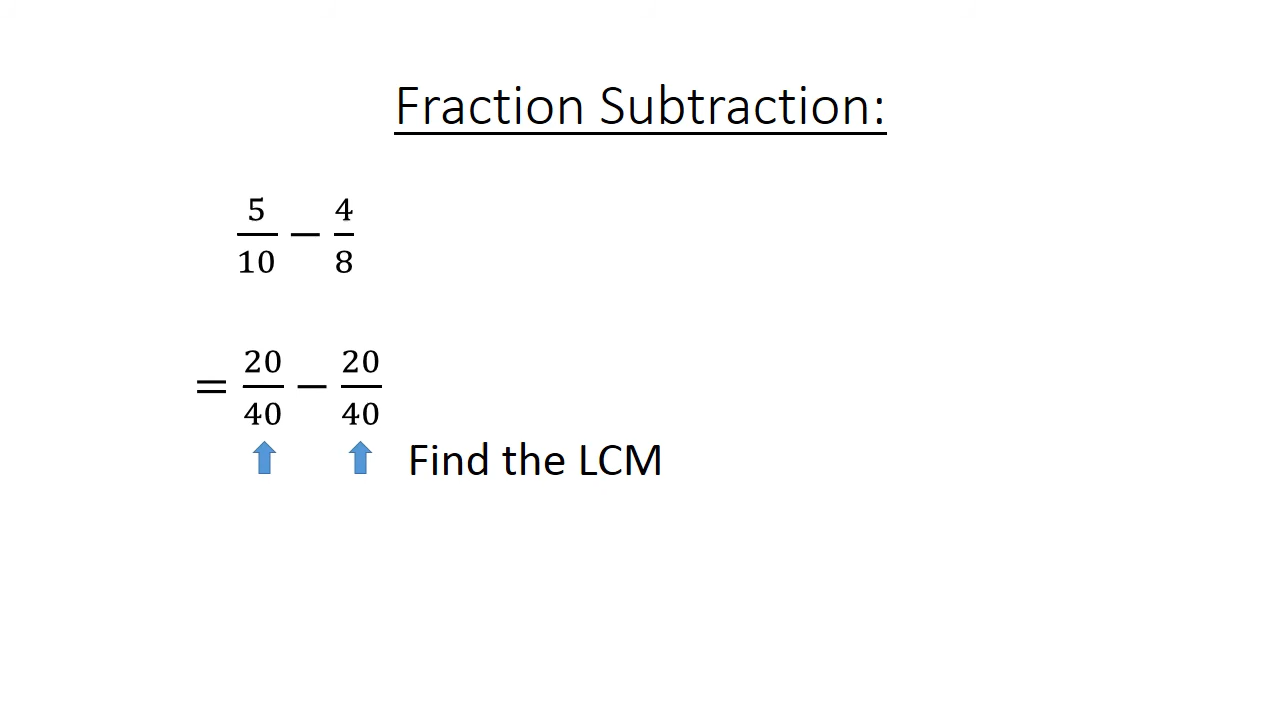 Fraction Subtraction:
5/10 − 4/8
= 20/40 − 20/40
Find the LCM